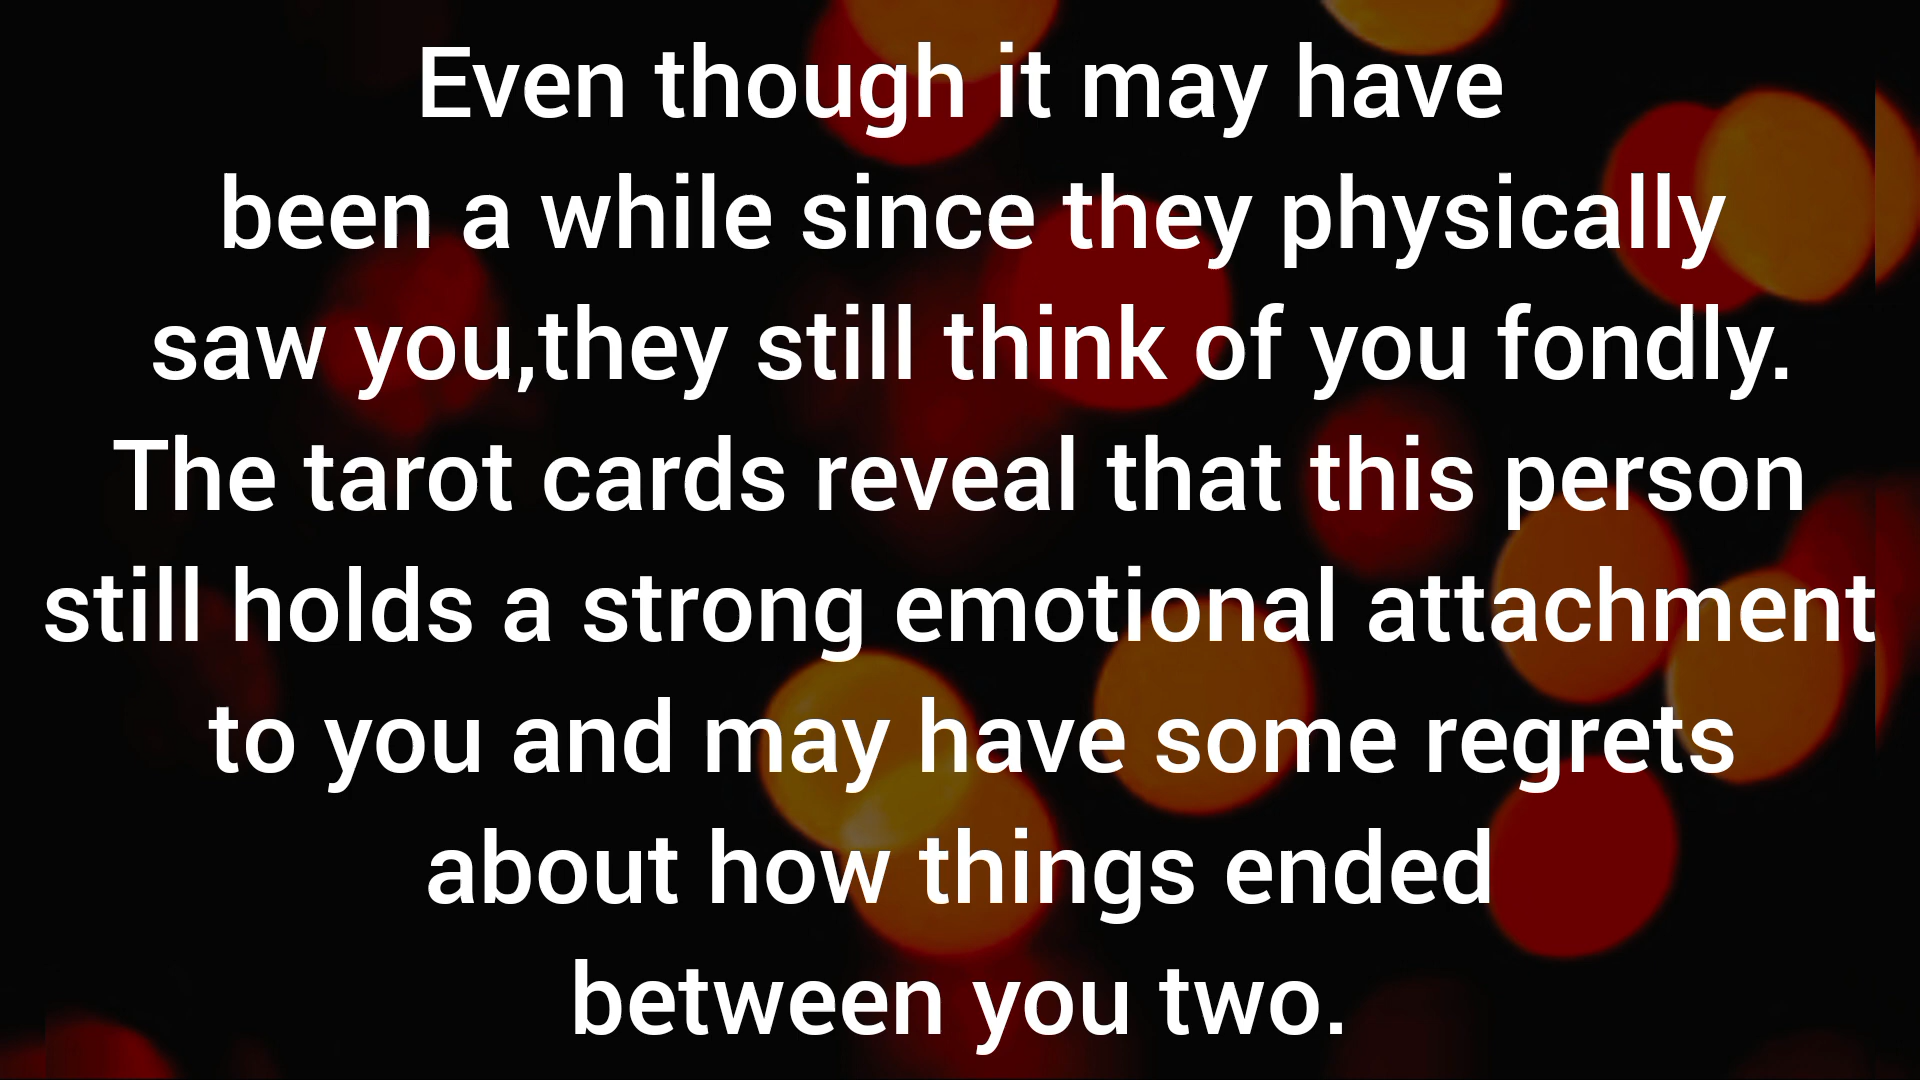 Even though it may have
been a while since they physically
saw you,they still think of you fondly.
The tarot cards reveal that this person
still holds a strong emotional attachment
to you and may have some regrets
about how things ended
between you two.